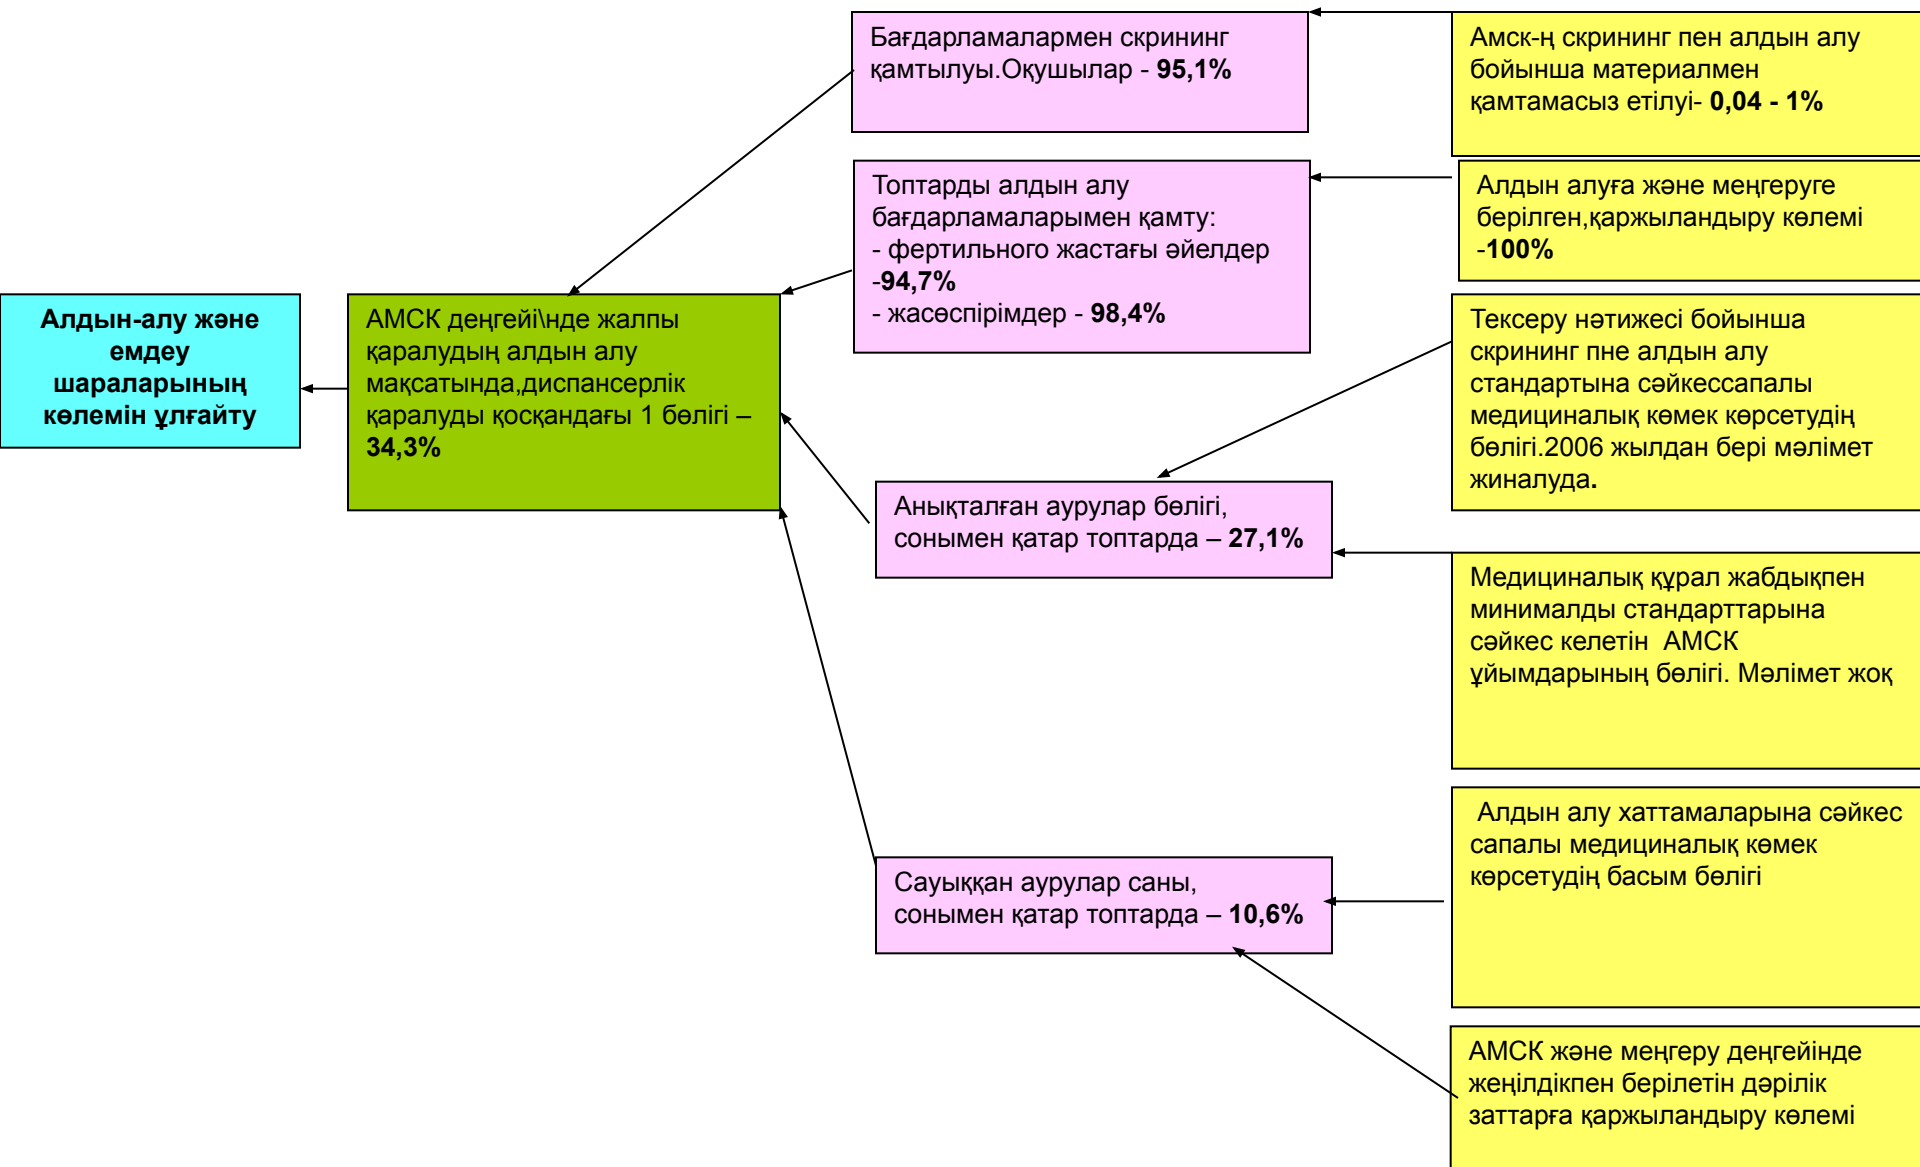 Бағдарламалармен скрининг
қамтылуы.Оқушылар - 95,1%
Амск-ң скрининг пен алдын алу
бойынша материалмен
қамтамасыз етілуі- 0,04 - 1%
Топтарды алдын алу
бағдарламаларымен қамту:
- фертильного жастағы әйелдер
-94,7%
- жасөспірімдер - 98,4%
Алдын алуға және меңгеруге
берілген,қаржыландыру көлемі
-100%
Алдын-алу және
емдеу
шараларының
көлемін ұлғайту
АМСК деңгейі\нде жалпы
қаралудың алдын алу
мақсатында,диспансерлік
қаралуды қосқандағы 1 бөлігі –
34,3%
Тексеру нәтижесі бойынша
скрининг пне алдын алу
стандартына сәйкессапалы
медициналық көмек көрсетудің
бөлігі.2006 жылдан бері мәлімет
жиналуда.
Анықталған аурулар бөлігі,
сонымен қатар топтарда – 27,1%
Медициналық құрал жабдықпен
минималды стандарттарына
сәйкес келетін  АМСК
ұйымдарының бөлігі. Мәлімет жоқ
Алдын алу хаттамаларына сәйкес
сапалы медициналық көмек
көрсетудің басым бөлігі
Сауыққан аурулар саны,
сонымен қатар топтарда – 10,6%
АМСК және меңгеру деңгейінде
жеңілдікпен берілетін дәрілік
заттарға қаржыландыру көлемі